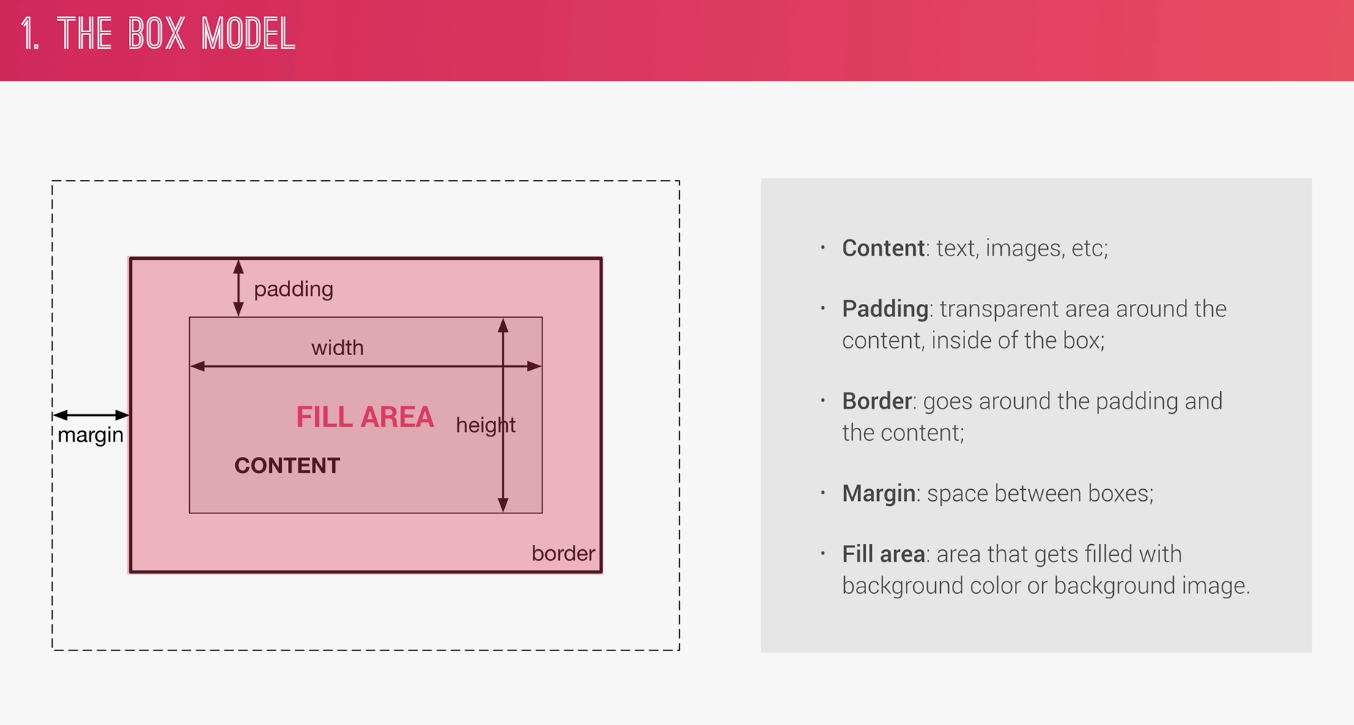 1. THE BOX MODEL
padding
width
FILL AREA
height
margin
CONTENT
border
· Content: text, images, etc;
· Padding: transparent area around the
content, inside of the box;
· Border: goes around the padding and
the content;
· Margin: space between boxes;
· Fill area: area that gets filled with
background color or background image.